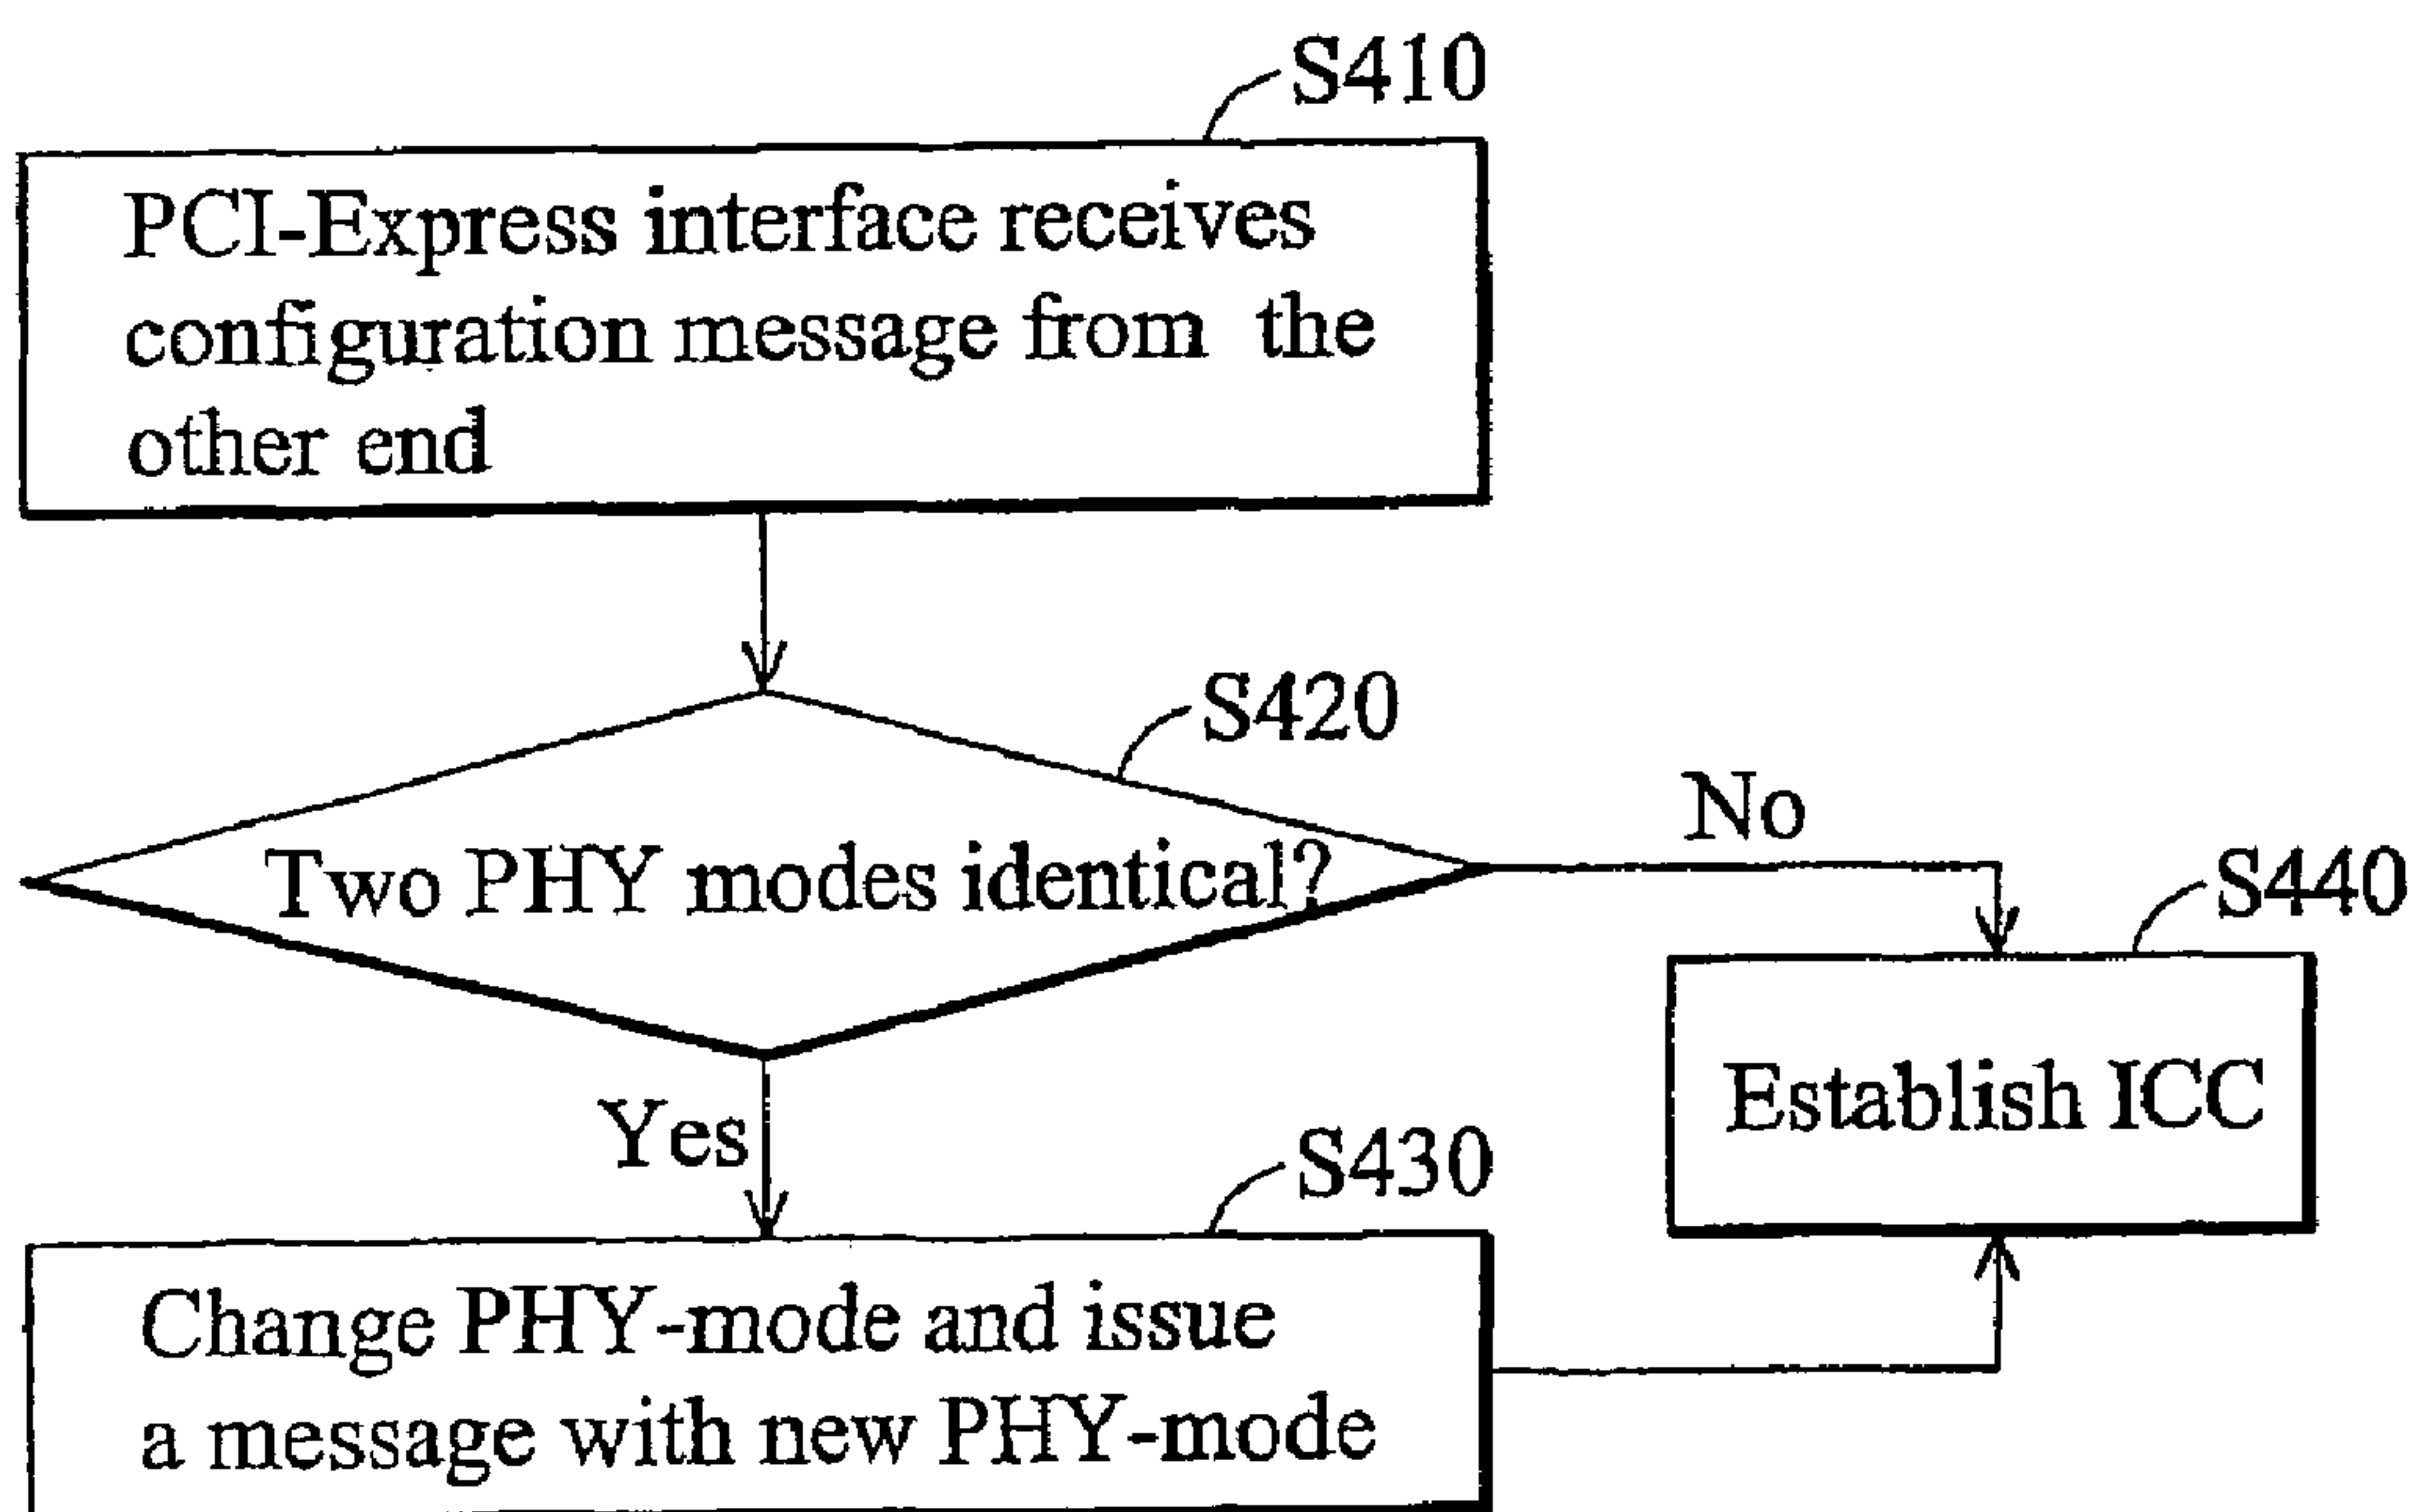 S410
PCI-Express interface receives
configuration message from the
other end
S420
Two PHY modes identical?
No
S440
Establish ICC
Yes
S430
Change PHY-mode and issue
a message with new PHY-mode